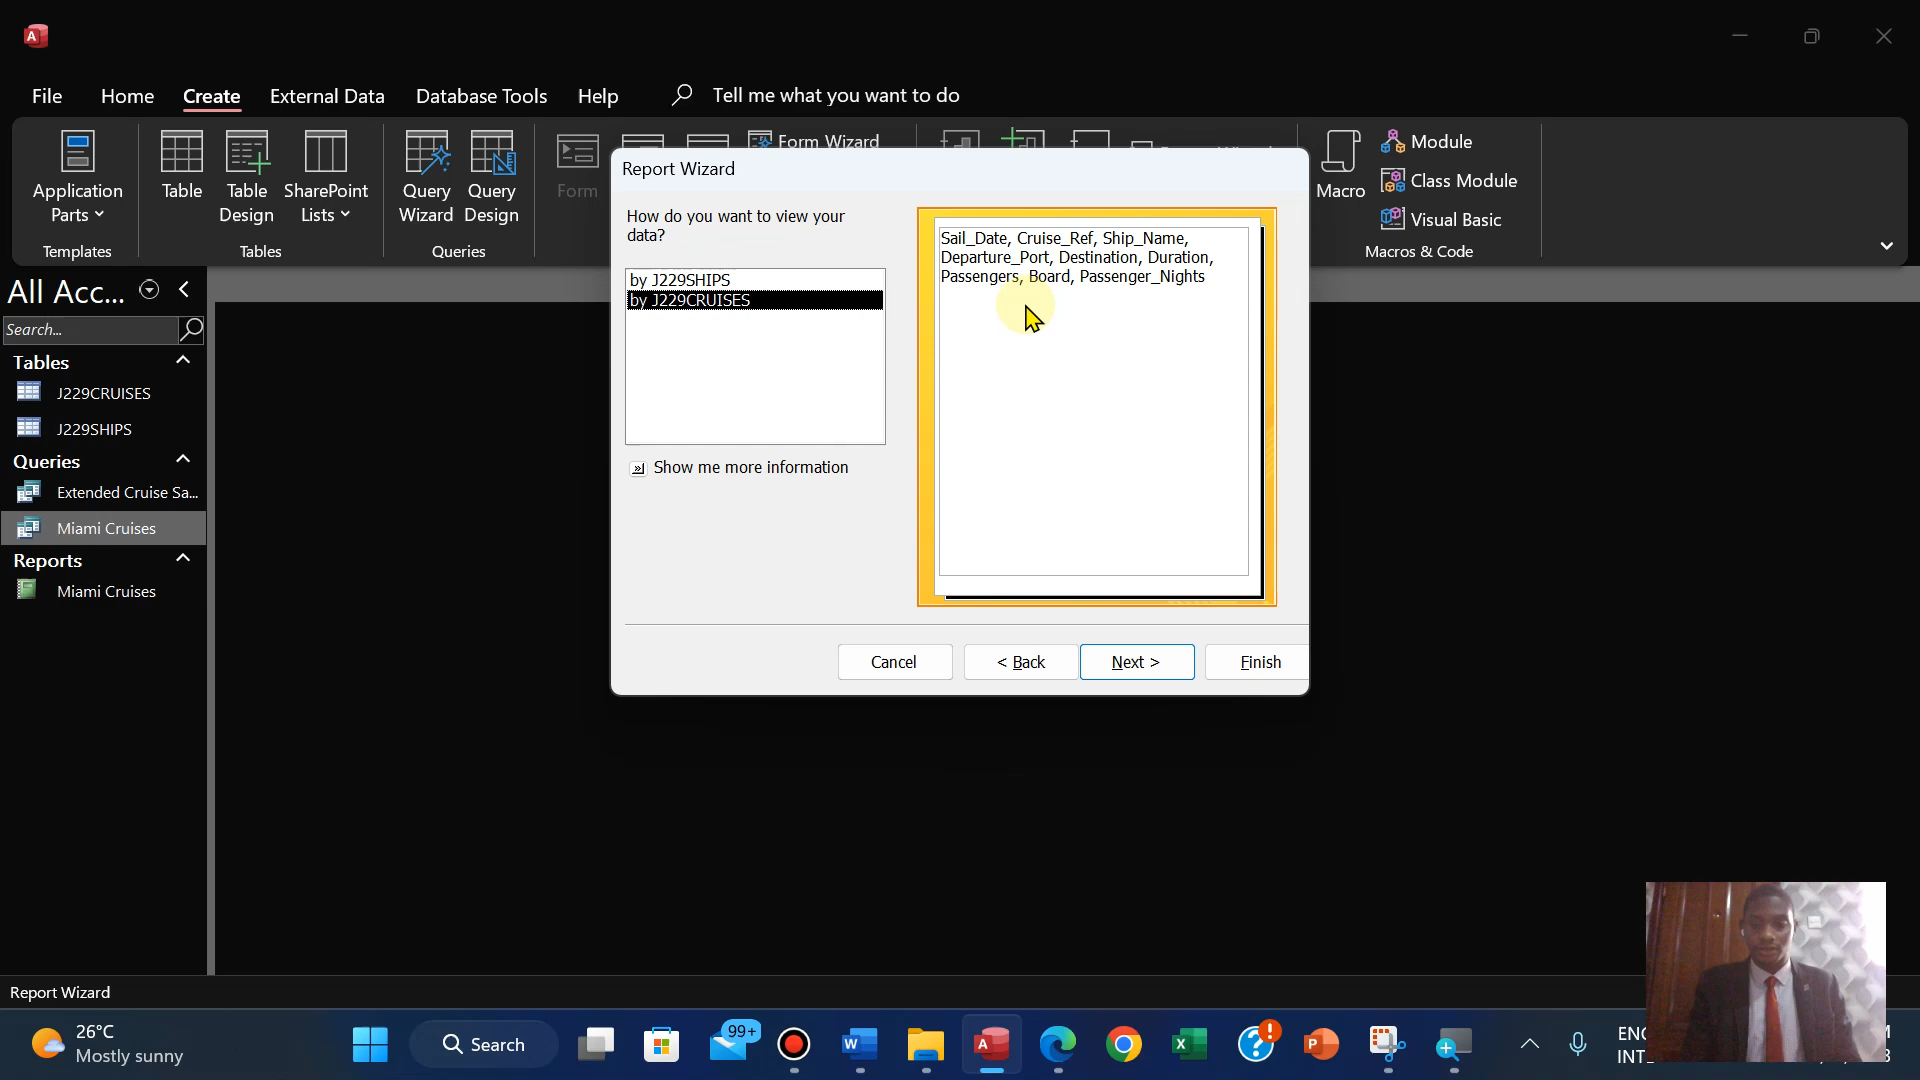 A
File Home Create External Data Database Tools Help Tell me what you want to do
Application
Parts
Templates
Table
Table
Design
SharePoint
Lists
Tables
Query
Wizard
Query
Design
Queries
Form
Form Wizard
Macro
Module
Class Module
Visual Basic
Macros & Code
All Acc...
Search...
Tables
J229CRUISES
J229SHIPS
Queries
Extended Cruise Sa...
Miami Cruises
Reports
Miami Cruises
Report Wizard
How do you want to view your
data?
by J229SHIPS
by J229CRUISES
Show me more information
Sail_Date, Cruise_Ref, Ship_Name,
Departure_Port, Destination, Duration,
Passengers, Board, Passenger_Nights
Cancel
< Back
Next >
Finish
Report Wizard
26°C
Mostly sunny
Search
99+
W
A
X
P
INT